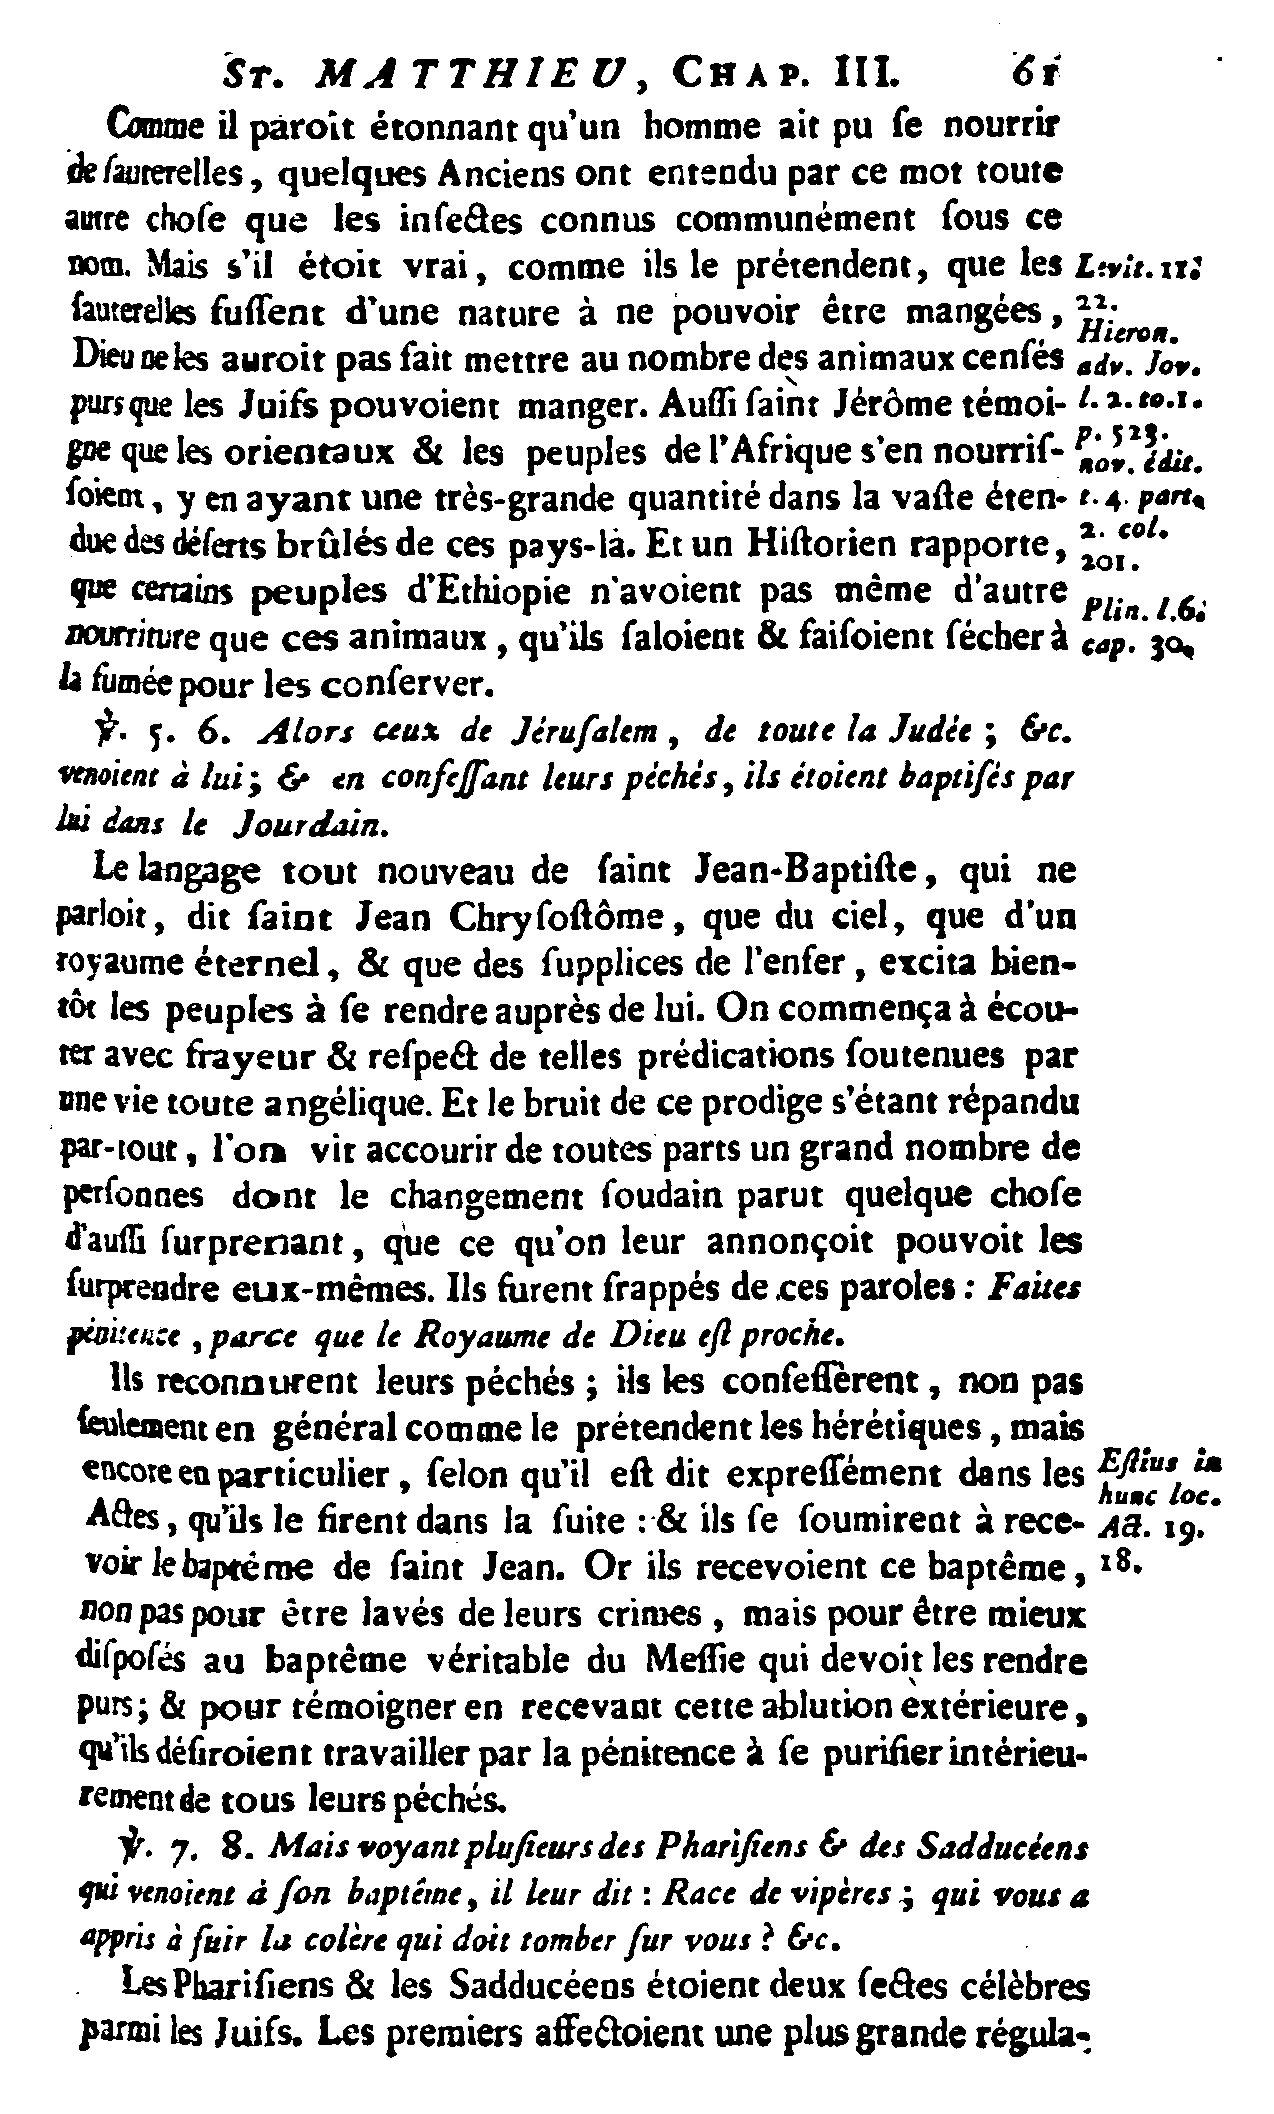 St. MATTHIEU, CHAP. III. 61
Comme il paroît étonnant qu'un homme ait pu ſe nourrir
de ſauterelles, quelques Anciens ont entendu par ce mot toute
autre choſe que les inſectes connus communément ſous ce
nom. Mais s'il étoit vrai, comme ils le prétendent, que les
ſauterelles fuſſent d'une nature à ne pouvoir être mangées,
Dieu ne les auroit pas fait mettre au nombre des animaux cenſés
purs que les Juifs pouvoient manger. Auſſi ſaint Jérôme témoi-
gne que les orientaux & les peuples de l'Afrique s'en nourriſ-
ſoient, y en ayant une très-grande quantité dans la vaſte éten-
due des déſerts brûlés de ces pays-là. Et un Hiſtorien rapporte,
que certains peuples d'Ethiopie n'avoient pas même d'autre
nourriture que ces animaux, qu'ils ſaloient & faiſoient ſécher à
la fumée pour les conſerver.
Levit. 11.
22.
Hieron.
adv. Jov.
l. 2. to. 1.
p. 523.
nov. édit.
t. 4. part.
2. col.
201.
Plin. l. 6.
cap. 30.
℣. 5. 6. Alors ceux de Jéruſalem, de toute la Judée; &c.
venoient à lui; & en confeſſant leurs péchés, ils étoient baptiſés par
lui dans le Jourdain.
Le langage tout nouveau de ſaint Jean-Baptiſte, qui ne
parloit, dit ſaint Jean Chryſoſtôme, que du ciel, que d'un
royaume éternel, & que des ſupplices de l'enfer, excita bien-
tôt les peuples à ſe rendre auprès de lui. On commença à écou-
ter avec frayeur & reſpect de telles prédications ſoutenues par
une vie toute angélique. Et le bruit de ce prodige s'étant répandu
par-tout, l'on vit accourir de toutes parts un grand nombre de
perſonnes dont le changement ſoudain parut quelque choſe
d'auſſi ſurprenant, que ce qu'on leur annonçoit pouvoit les
ſurprendre eux-mêmes. Ils furent frappés de ces paroles: Faites
pénitence, parce que le Royaume de Dieu eſt proche.
Ils reconnurent leurs péchés; ils les confeſſèrent, non pas
ſeulement en général comme le prétendent les hérétiques, mais
encore en particulier, ſelon qu'il eſt dit expreſſément dans les
Actes, qu'ils le firent dans la ſuite: & ils ſe ſoumirent à rece-
voir le baptême de ſaint Jean. Or ils recevoient ce baptême,
non pas pour être lavés de leurs crimes, mais pour être mieux
diſpoſés au baptême véritable du Meſſie qui devoit les rendre
purs; & pour témoigner en recevant cette ablution extérieure,
qu'ils déſiroient travailler par la pénitence à ſe purifier intérieu-
rement de tous leurs péchés.
Eſtius in
hunc loc.
Act. 19.
18.
℣. 7. 8. Mais voyant pluſieurs des Phariſiens & des Sadducéens
qui venoient à ſon baptême, il leur dit: Race de vipères; qui vous a
appris à fuir la colère qui doit tomber ſur vous? &c.
Les Phariſiens & les Sadducéens étoient deux ſectes célèbres
parmi les Juifs. Les premiers affectoient une plus grande régula-